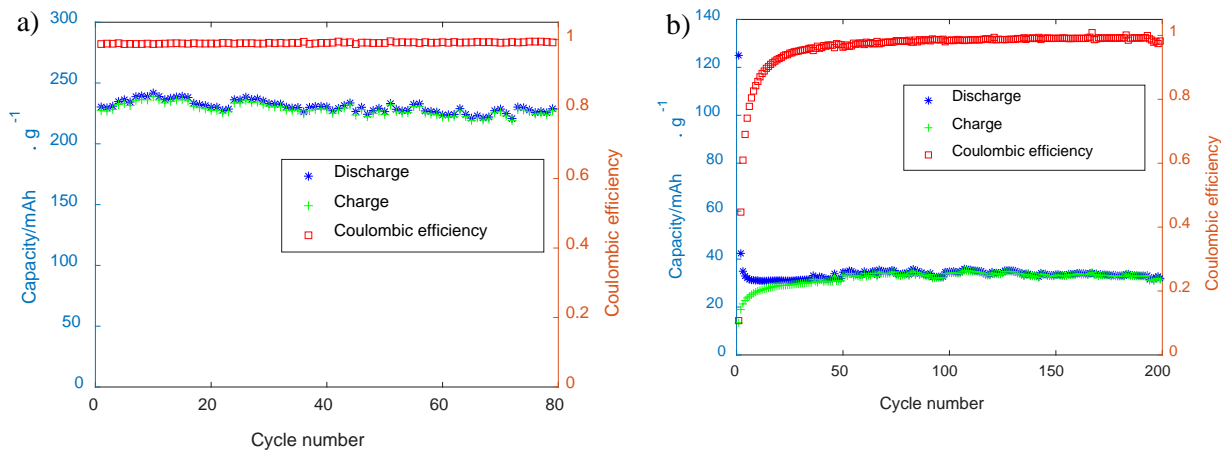 a)
300
250
200
150
100
50
0
Capacity/mAh . g⁻¹
1
0.8
0.6
0.4
0.2
0
Coulombic efficiency
Discharge
Charge
Coulombic efficiency
0 20 40 60 80
Cycle number
b)
140
120
100
80
60
40
20
0
Capacity/mAh . g⁻¹
1
0.8
0.6
0.4
0.2
0
Coulombic efficiency
Discharge
Charge
Coulombic efficiency
0 50 100 150 200
Cycle number